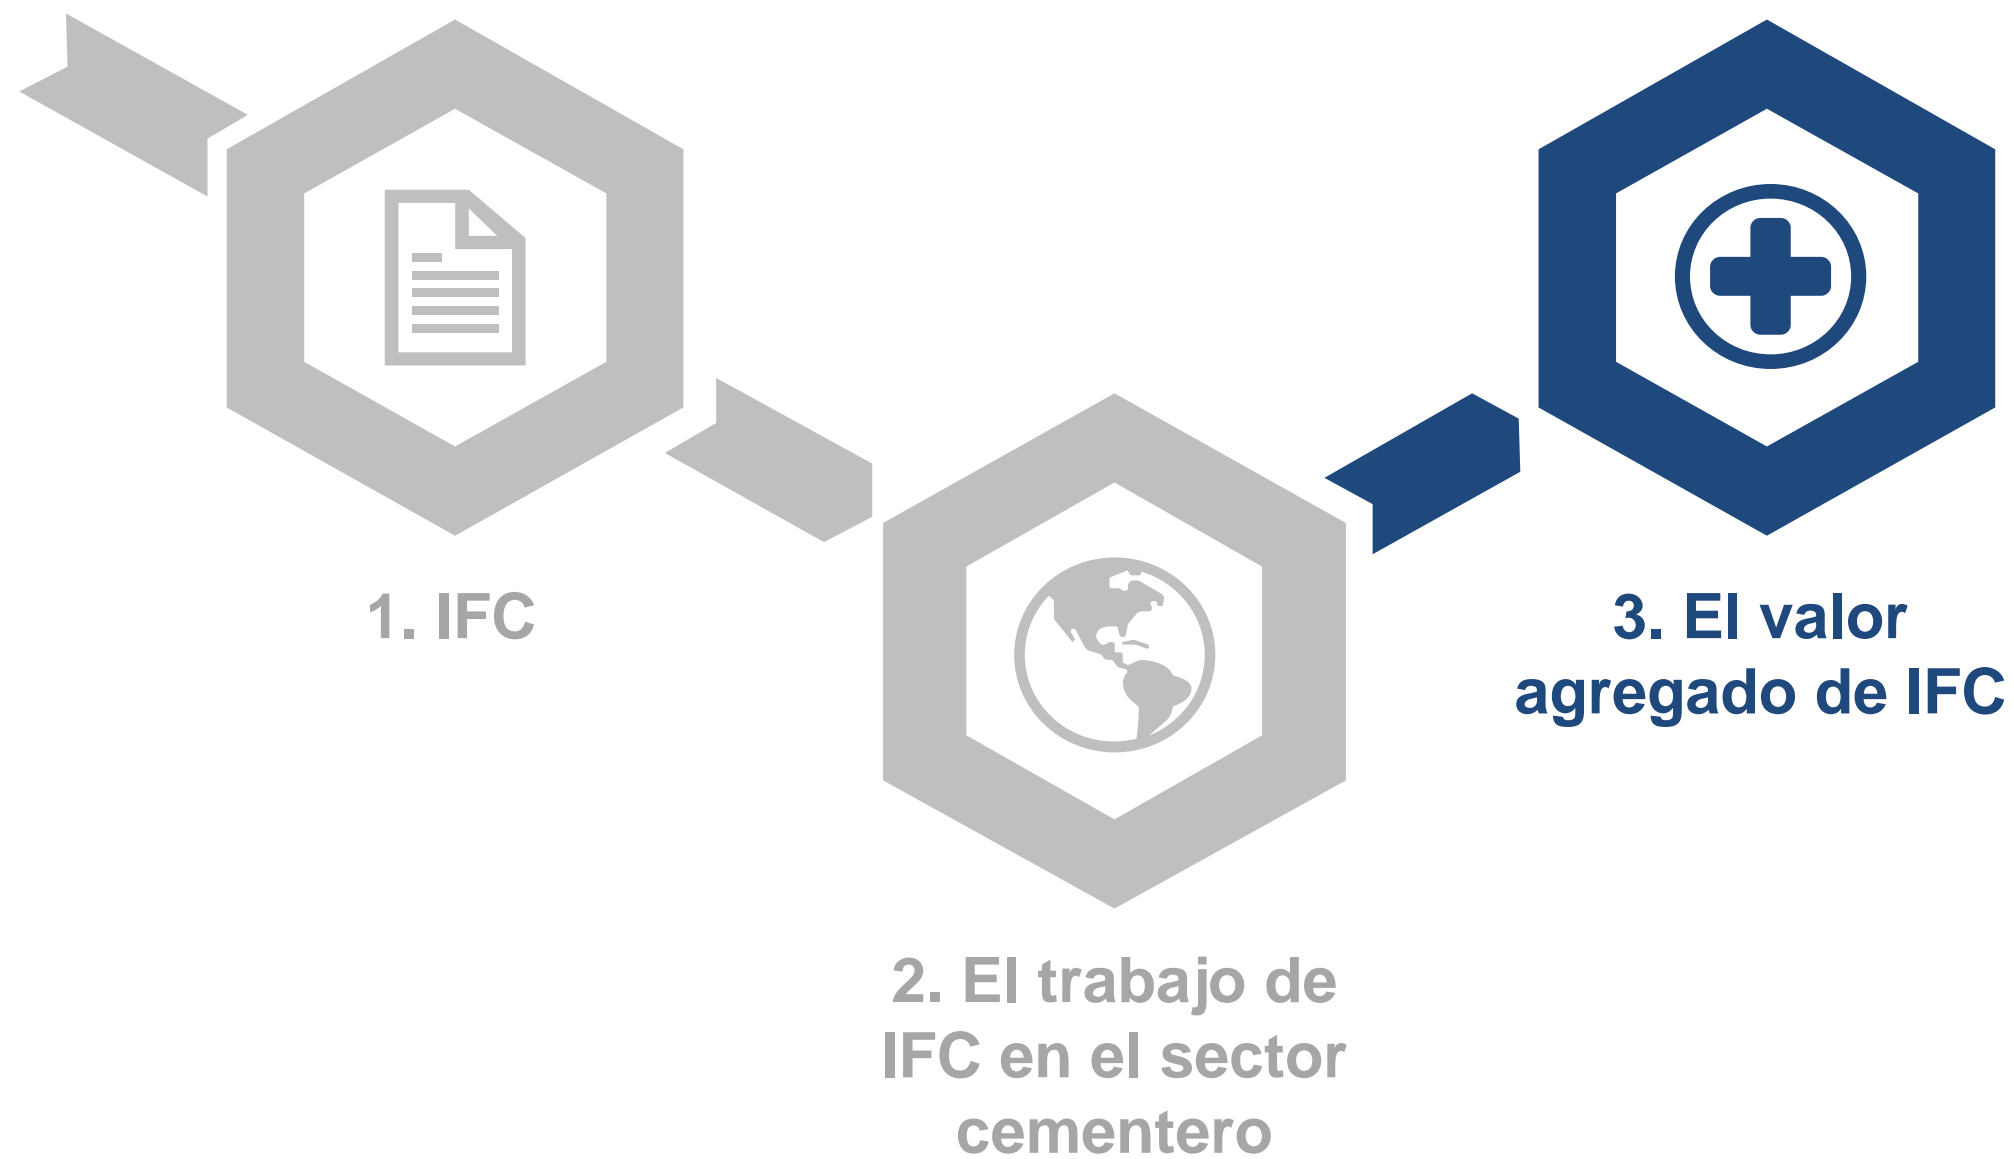 1. IFC
2. El trabajo de
IFC en el sector
cementero
3. El valor
agregado de IFC